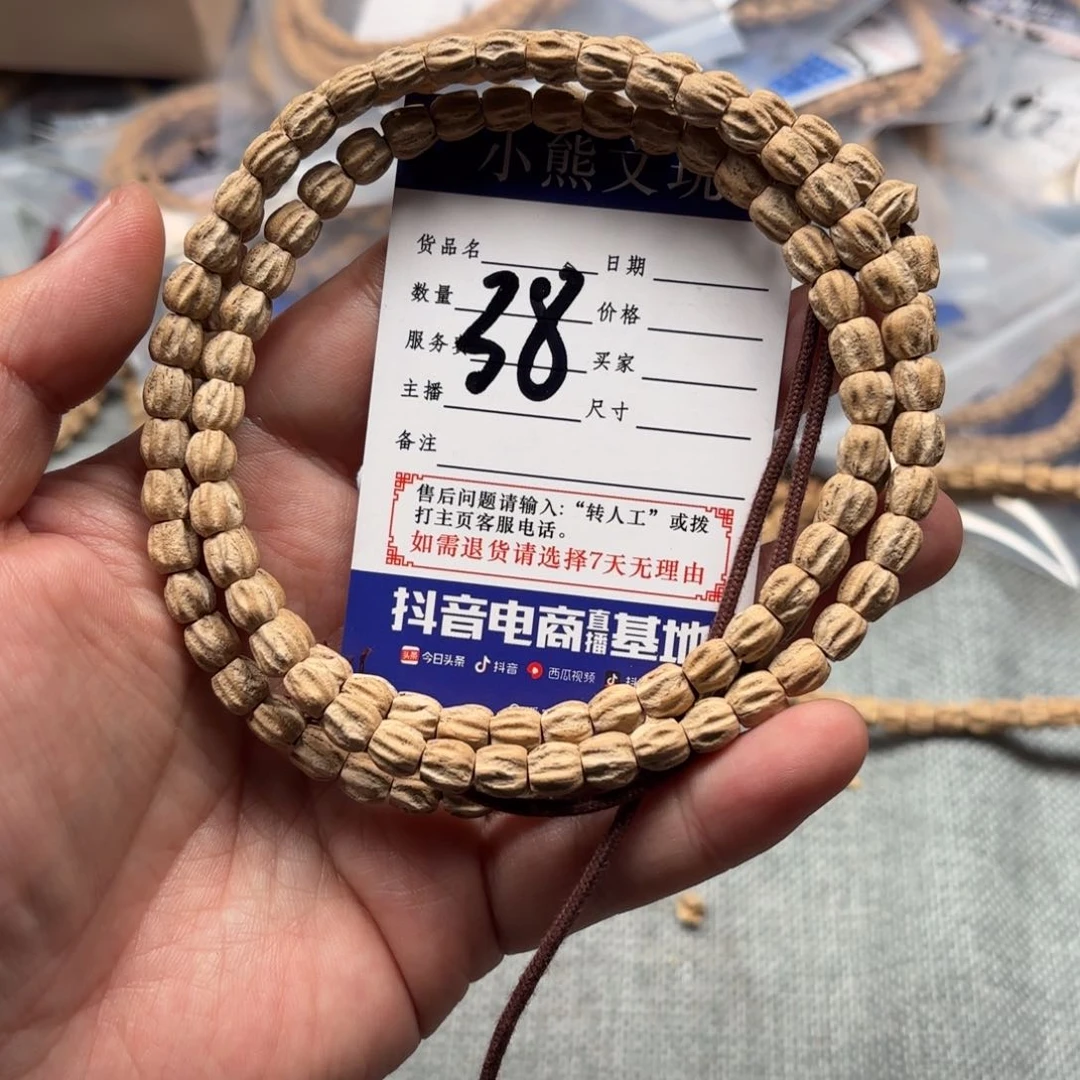 小熊文玩
货品名 日期
数量 38 价格
服务费 买家
主播 尺寸
备注
售后问题请输入:“转人工”或拨
打主页客服电话。
如需退货请选择7天无理由
抖音电商直播基地
头条 今日头条 抖音 西瓜视频